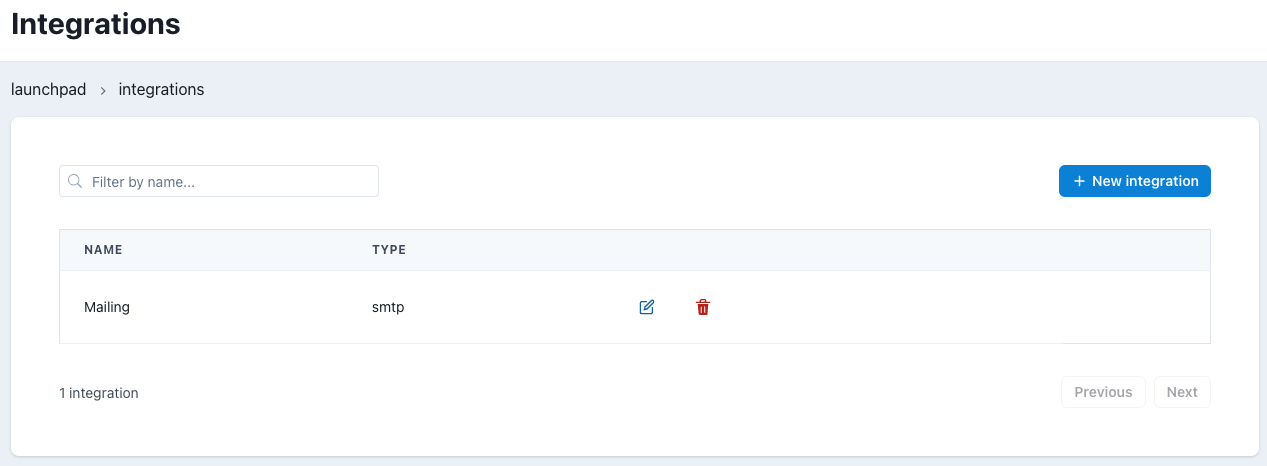 Integrations
launchpad > integrations
Filter by name...
+ New integration
NAME TYPE
Mailing smtp
1 integration
Previous Next